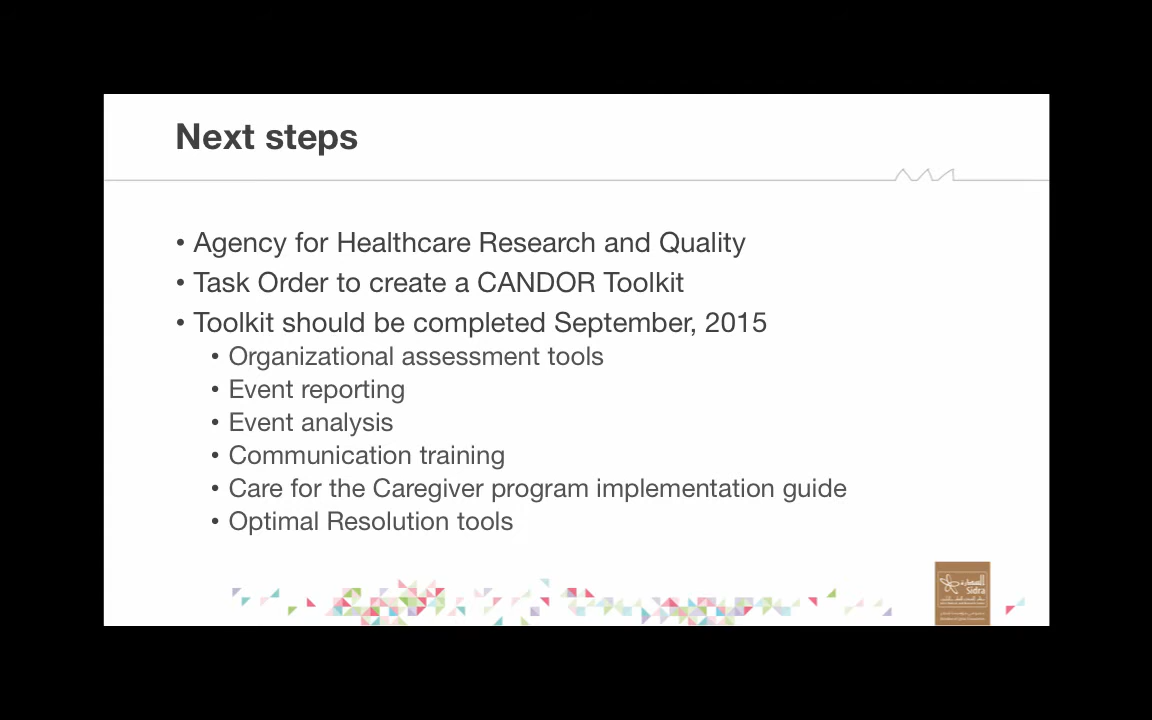 Next steps
• Agency for Healthcare Research and Quality
• Task Order to create a CANDOR Toolkit
• Toolkit should be completed September, 2015
• Organizational assessment tools
• Event reporting
• Event analysis
• Communication training
• Care for the Caregiver program implementation guide
• Optimal Resolution tools
السدرة
Sidra